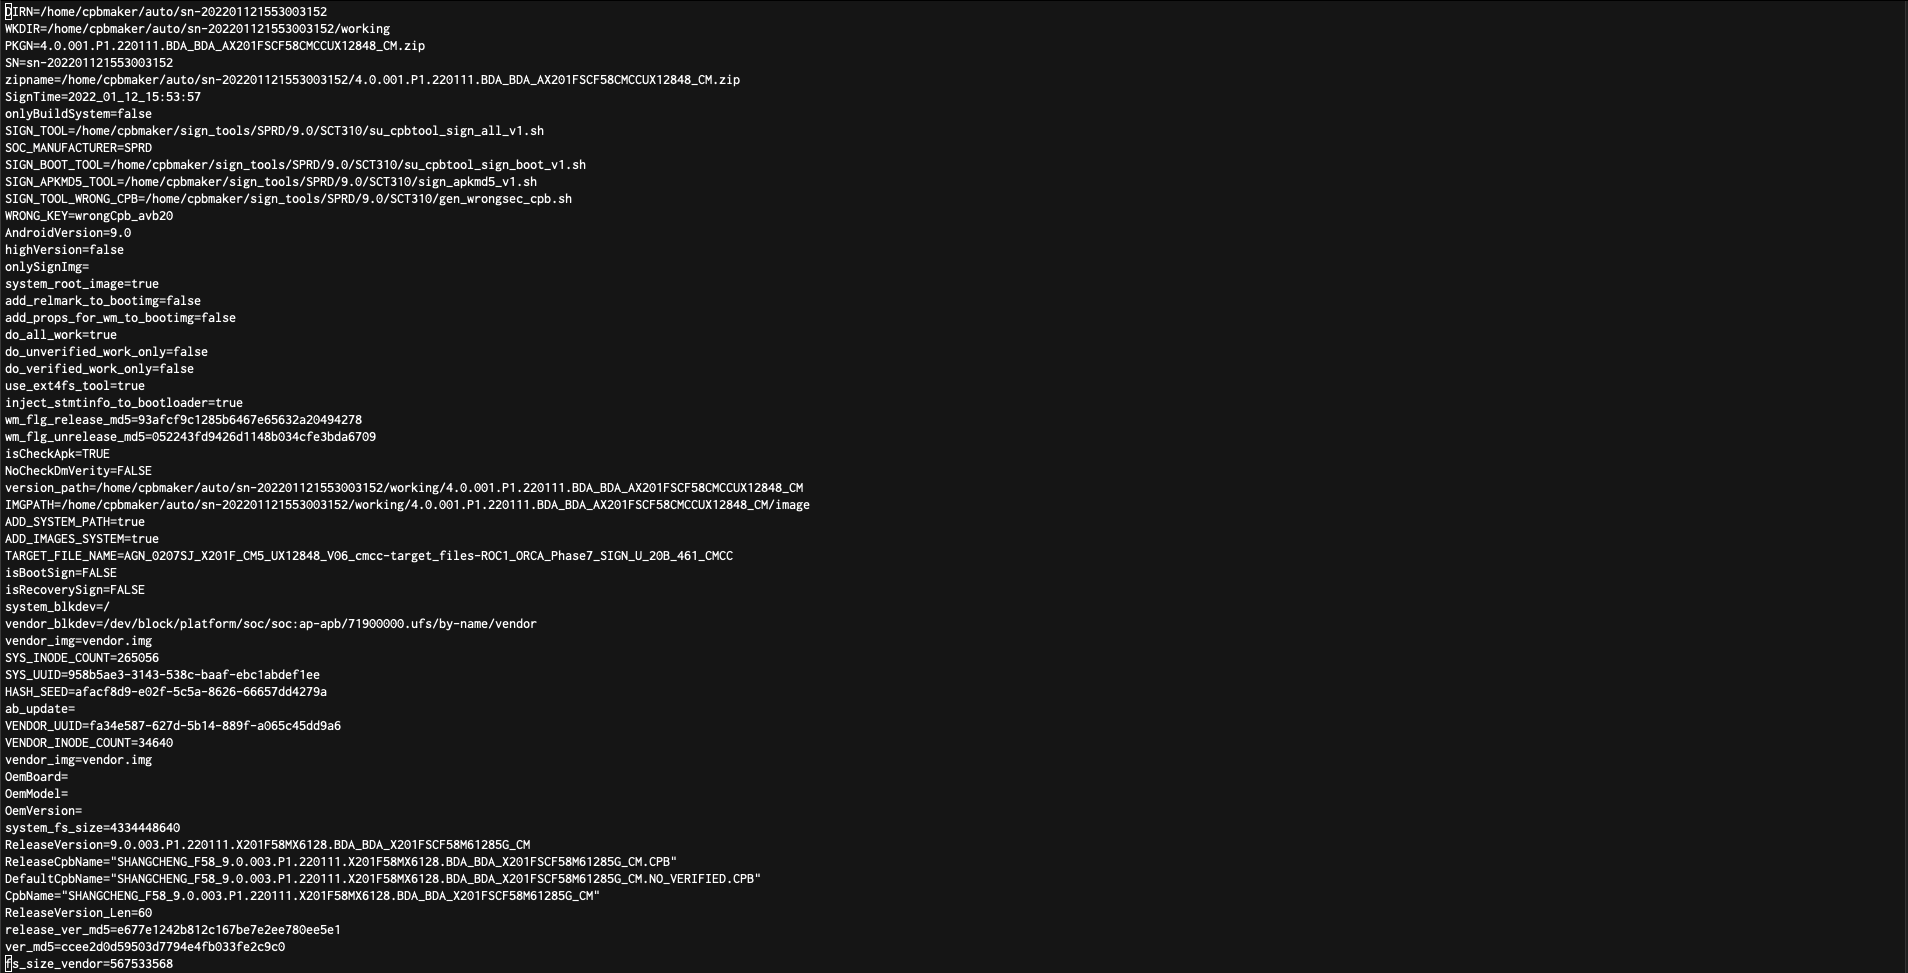 DIRN=/home/cpbmaker/auto/sn-202201121553003152
WKDIR=/home/cpbmaker/auto/sn-202201121553003152/working
PKGN=4.0.001.P1.220111.BDA_BDA_AX201FSCF58CMCCUX12848_CM.zip
SN=sn-202201121553003152
zipname=/home/cpbmaker/auto/sn-202201121553003152/4.0.001.P1.220111.BDA_BDA_AX201FSCF58CMCCUX12848_CM.zip
SignTime=2022_01_12_15:53:57
onlyBuildSystem=false
SIGN_TOOL=/home/cpbmaker/sign_tools/SPRD/9.0/SCT310/su_cpbtool_sign_all_v1.sh
SOC_MANUFACTURER=SPRD
SIGN_BOOT_TOOL=/home/cpbmaker/sign_tools/SPRD/9.0/SCT310/su_cpbtool_sign_boot_v1.sh
SIGN_APKMD5_TOOL=/home/cpbmaker/sign_tools/SPRD/9.0/SCT310/sign_apkmd5_v1.sh
SIGN_TOOL_WRONG_CPB=/home/cpbmaker/sign_tools/SPRD/9.0/SCT310/gen_wrongsec_cpb.sh
WRONG_KEY=wrongCpb_avb20
AndroidVersion=9.0
highVersion=false
onlySignImg=
system_root_image=true
add_relmark_to_bootimg=false
add_props_for_wm_to_bootimg=false
do_all_work=true
do_unverified_work_only=false
do_verified_work_only=false
use_ext4fs_tool=true
inject_stmtinfo_to_bootloader=true
wm_flg_release_md5=93afcf9c1285b6467e65632a20494278
wm_flg_unrelease_md5=052243fd9426d1148b034cfe3bda6709
isCheckApk=TRUE
NoCheckDmVerity=FALSE
version_path=/home/cpbmaker/auto/sn-202201121553003152/working/4.0.001.P1.220111.BDA_BDA_AX201FSCF58CMCCUX12848_CM
IMGPATH=/home/cpbmaker/auto/sn-202201121553003152/working/4.0.001.P1.220111.BDA_BDA_AX201FSCF58CMCCUX12848_CM/image
ADD_SYSTEM_PATH=true
ADD_IMAGES_SYSTEM=true
TARGET_FILE_NAME=AGN_0207SJ_X201F_CM5_UX12848_V06_cmcc-target_files-ROC1_ORCA_Phase7_SIGN_U_20B_461_CMCC
isBootSign=FALSE
isRecoverySign=FALSE
system_blkdev=/
vendor_blkdev=/dev/block/platform/soc/soc:ap-apb/71900000.ufs/by-name/vendor
vendor_img=vendor.img
SYS_INODE_COUNT=265056
SYS_UUID=958b5ae3-3143-538c-baaf-ebc1abdef1ee
HASH_SEED=afacf8d9-e02f-5c5a-8626-66657dd4279a
ab_update=
VENDOR_UUID=fa34e587-627d-5b14-889f-a065c45dd9a6
VENDOR_INODE_COUNT=34640
vendor_img=vendor.img
OemBoard=
OemModel=
OemVersion=
system_fs_size=4334448640
ReleaseVersion=9.0.003.P1.220111.X201F58MX6128.BDA_BDA_X201FSCF58M61285G_CM
ReleaseCpbName="SHANGCHENG_F58_9.0.003.P1.220111.X201F58MX6128.BDA_BDA_X201FSCF58M61285G_CM.CPB"
DefaultCpbName="SHANGCHENG_F58_9.0.003.P1.220111.X201F58MX6128.BDA_BDA_X201FSCF58M61285G_CM.NO_VERIFIED.CPB"
CpbName="SHANGCHENG_F58_9.0.003.P1.220111.X201F58MX6128.BDA_BDA_X201FSCF58M61285G_CM"
ReleaseVersion_Len=60
release_ver_md5=e677e1242b812c167be7e2ee780ee5e1
ver_md5=ccee2d0d59503d7794e4fb033fe2c9c0
fs_size_vendor=567533568